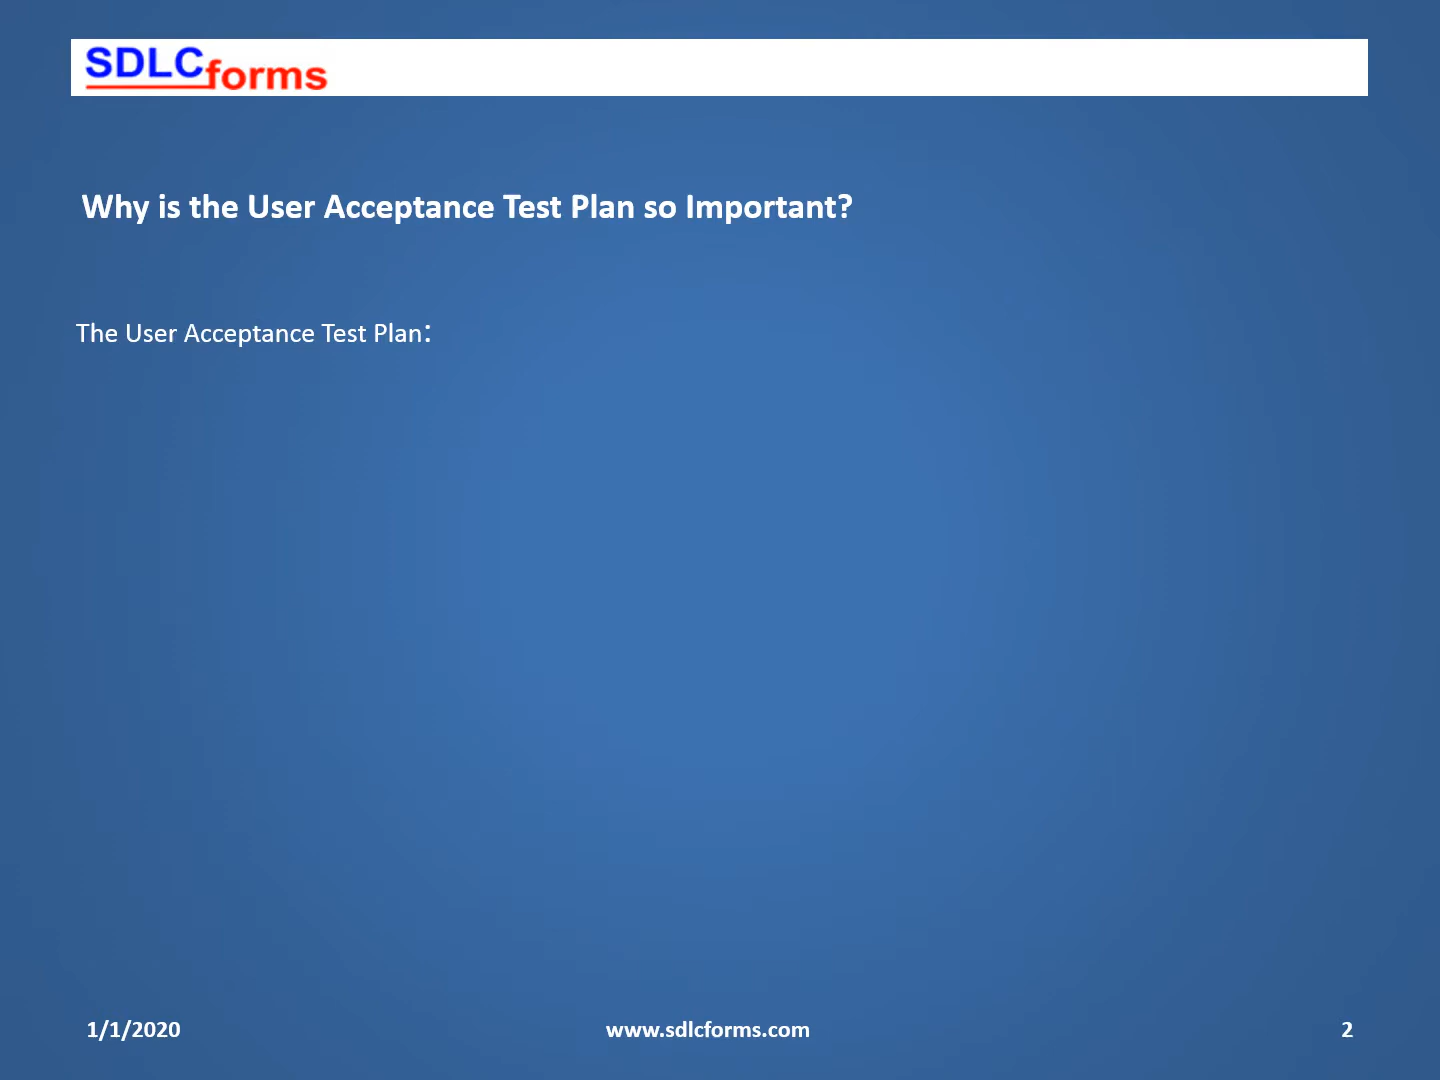 SDLCforms
Why is the User Acceptance Test Plan so Important?
The User Acceptance Test Plan:
1/1/2020
www.sdlcforms.com
2